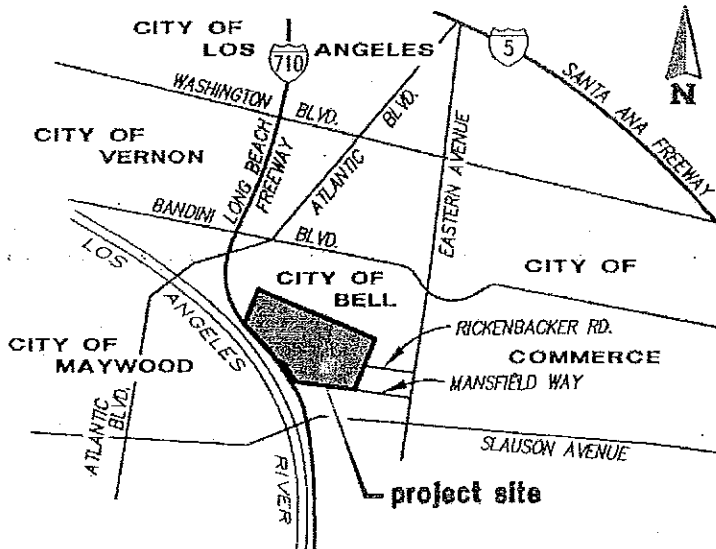 CITY OF
LOS ANGELES
710
5
N
WASHINGTON BLVD.
SANTA ANA FREEWAY
CITY OF
VERNON
LONG BEACH
FREEWAY
ATLANTIC BLVD.
EASTERN AVENUE
BANDINI BLVD.
LOS ANGELES RIVER
CITY OF
BELL
CITY OF
COMMERCE
RICKENBACKER RD.
MANSFIELD WAY
CITY OF
MAYWOOD
ATLANTIC
BLVD.
SLAUSON AVENUE
project site